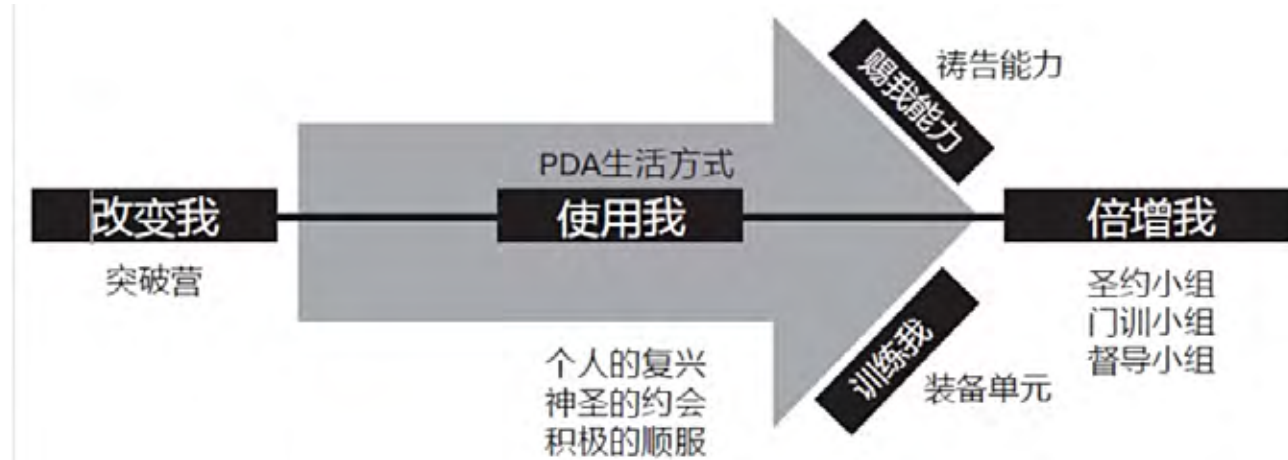 赐我能力
祷告能力
PDA生活方式
改变我
使用我
倍增我
突破营
圣约小组
门训小组
督导小组
个人的复兴
神圣的约会
积极的顺服
训练我
装备单元